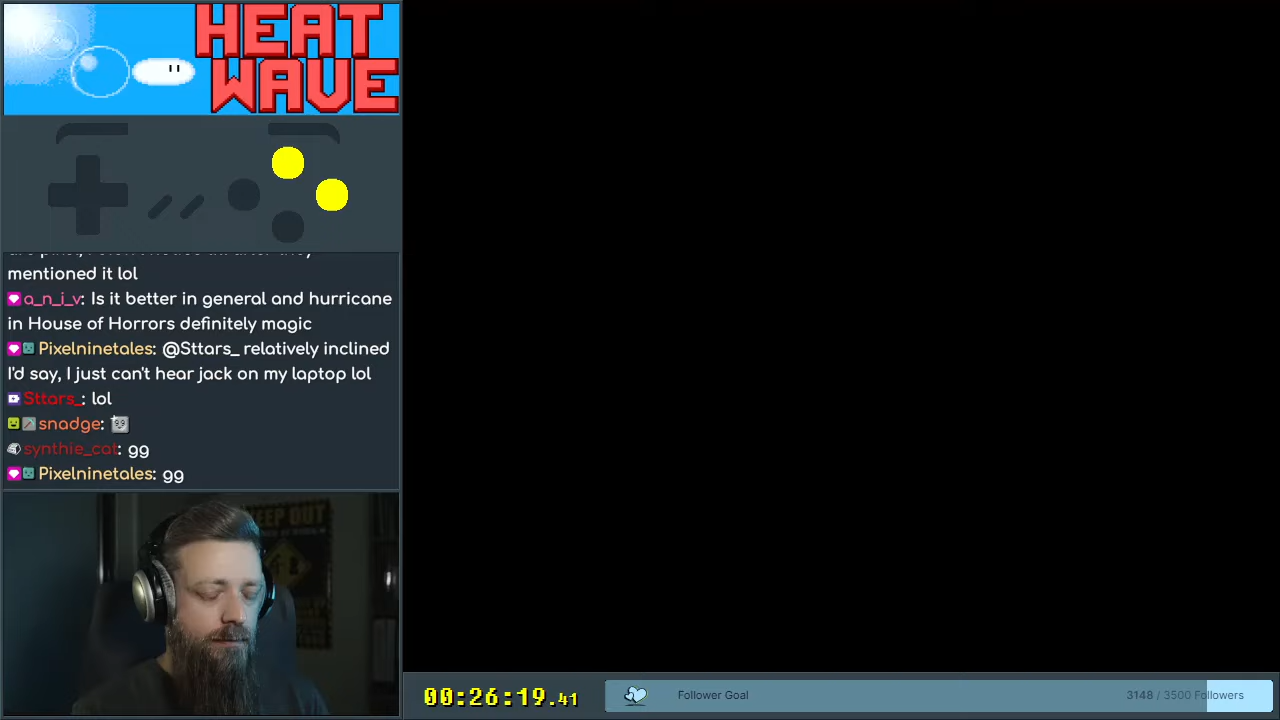 HEAT
WAVE
mentioned it lol
a_n_i_v: Is it better in general and hurricane
in House of Horrors definitely magic
Pixelninetales: @Sttars_ relatively inclined
I'd say, I just can't hear jack on my laptop lol
Sttars_: lol
snadge:
synthie_cat: gg
Pixelninetales: gg
KEEP OUT
00:26:19.41
Follower Goal
3148 / 3500 Followers